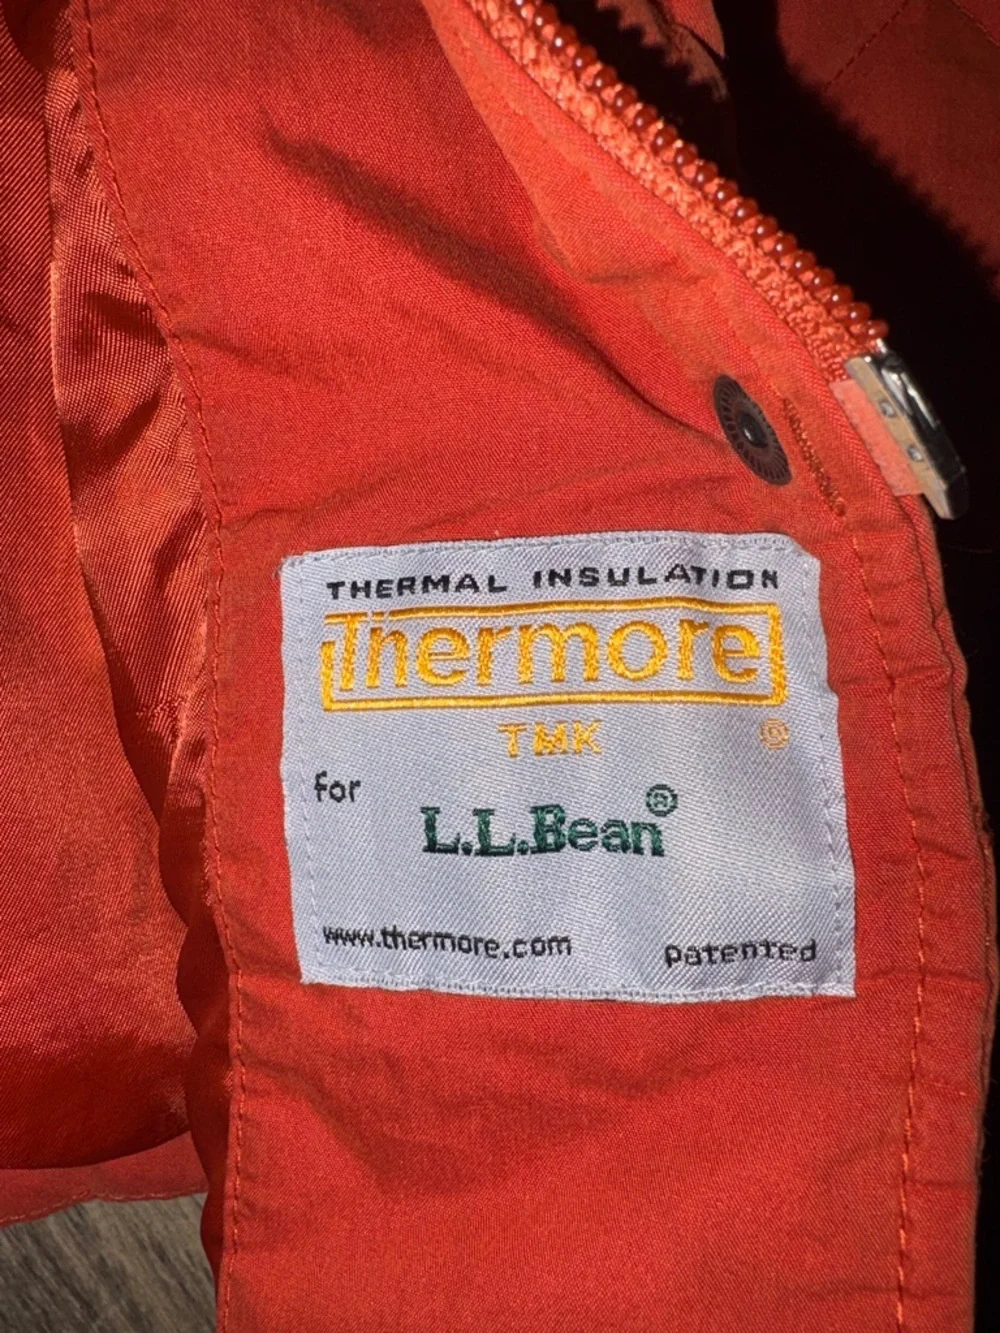 THERMAL INSULATION
Thermore
TMK ®
for
L.L.Bean®
www.thermore.com Patented